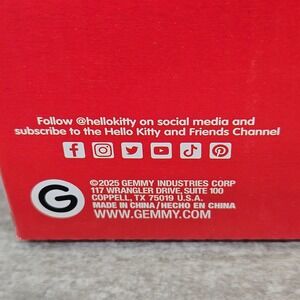 Follow @hellokitty on social media and
subscribe to the Hello Kitty and Friends Channel
G
©2025 GEMMY INDUSTRIES CORP
117 WRANGLER DRIVE, SUITE 100
COPPELL, TX 75019 U.S.A.
MADE IN CHINA/HECHO EN CHINA
WWW.GEMMY.COM